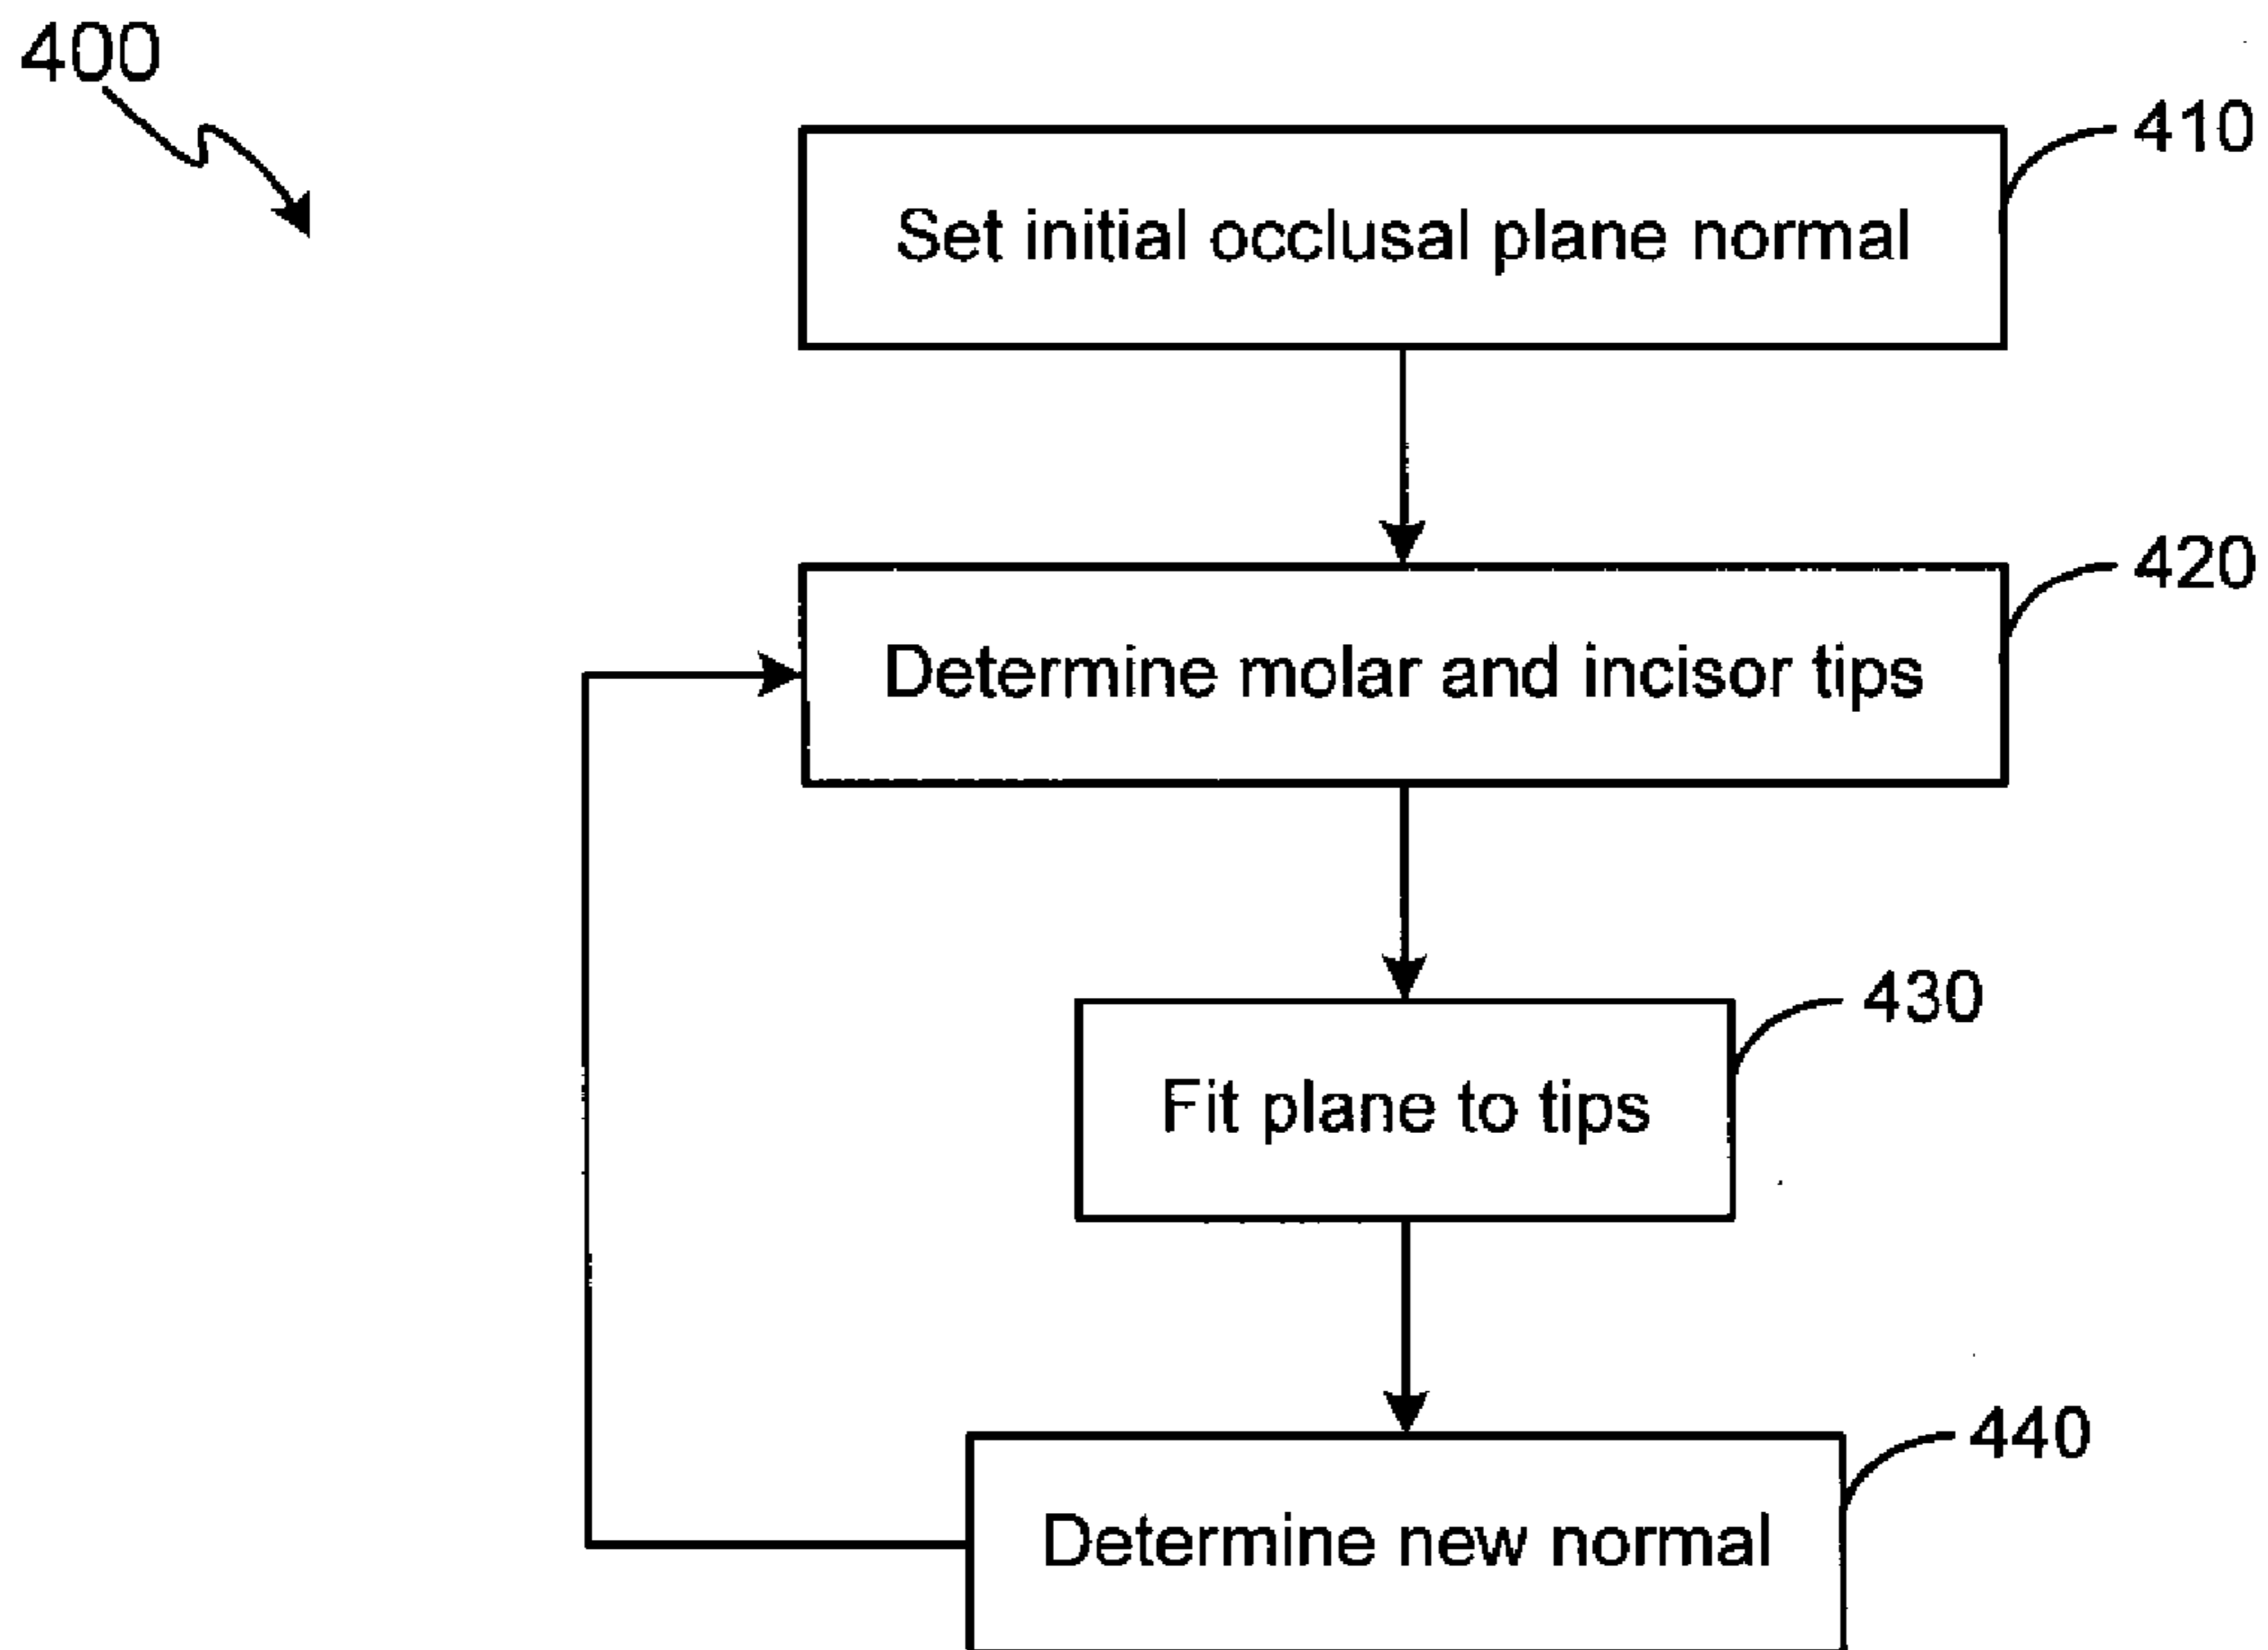 400
410
Set initial occlusal plane normal
420
Determine molar and incisor tips
430
Fit plane to tips
440
Determine new normal